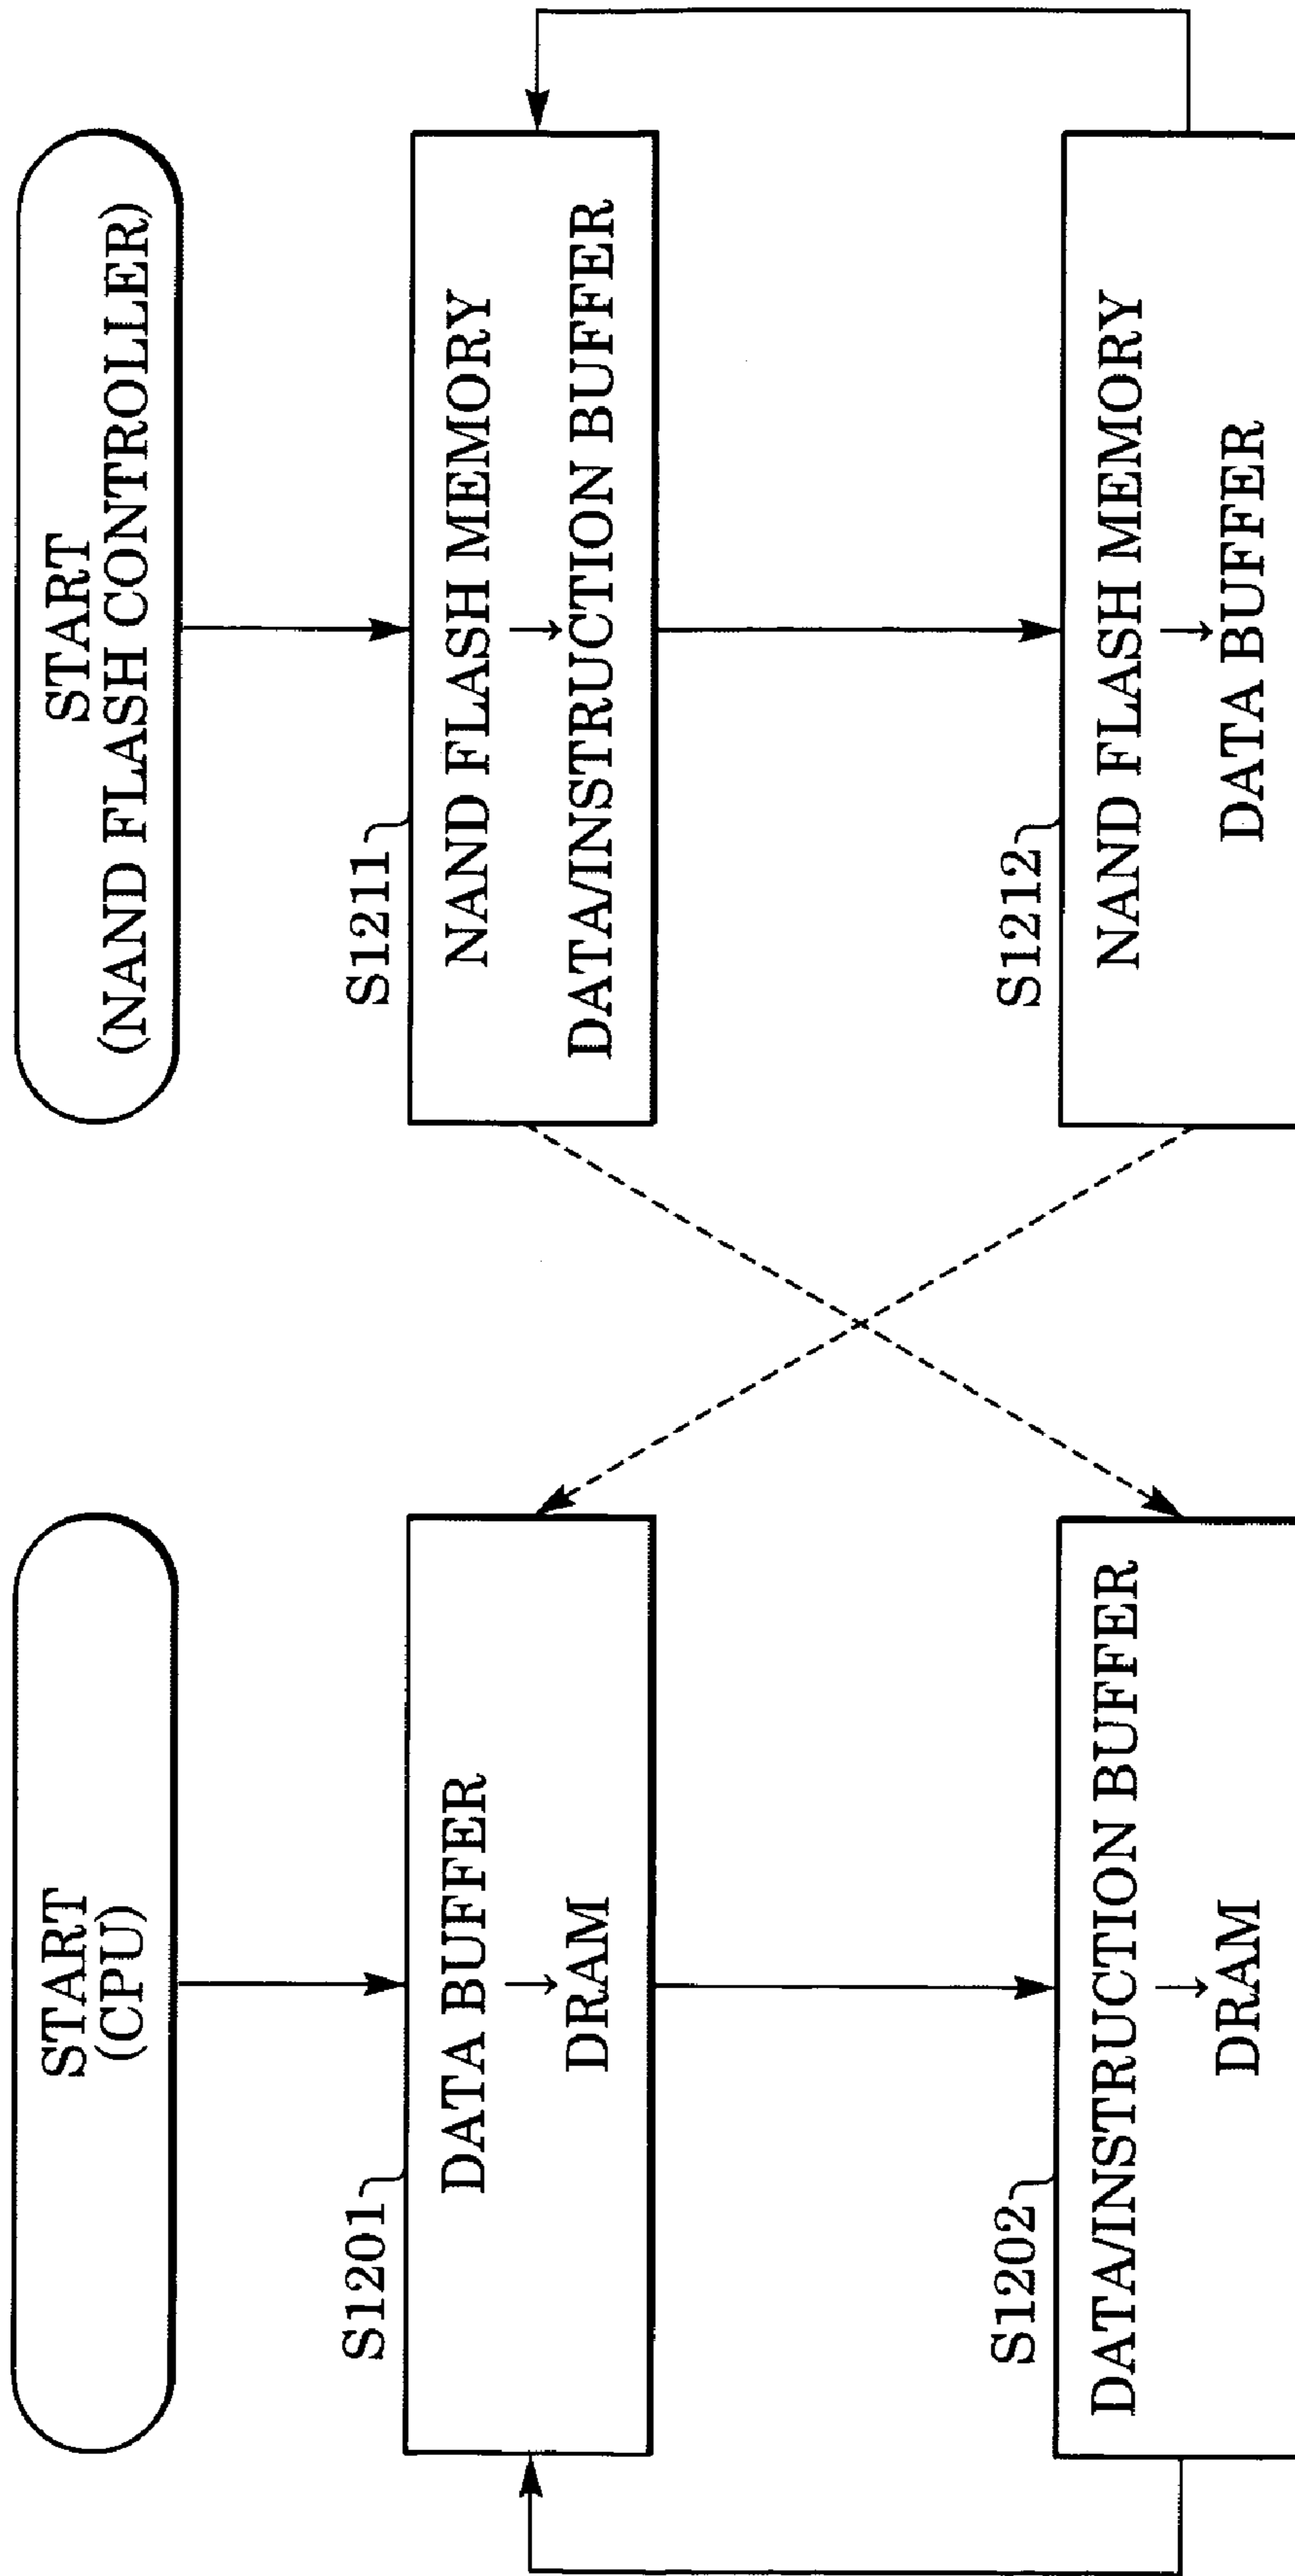 START
(CPU)
S1201
DATA BUFFER
↓
DRAM
S1202
DATA/INSTRUCTION BUFFER
↓
DRAM
START
(NAND FLASH CONTROLLER)
S1211
NAND FLASH MEMORY
↓
DATA/INSTRUCTION BUFFER
S1212
NAND FLASH MEMORY
↓
DATA BUFFER